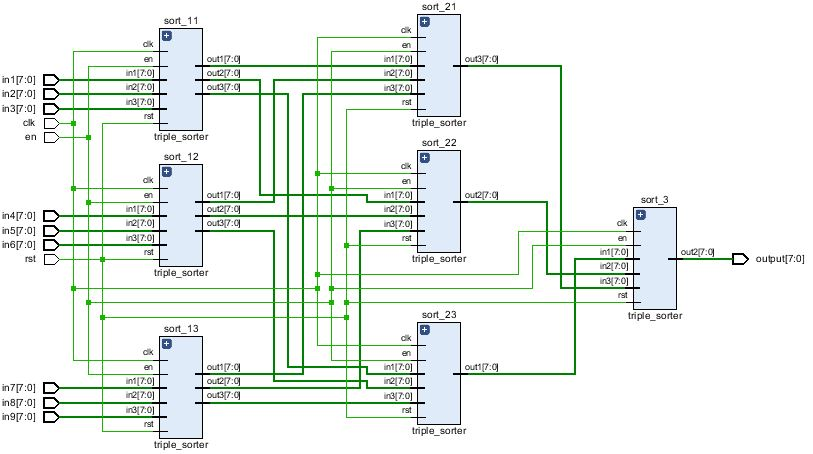 sort_11
clk
en
in1[7:0]
in2[7:0]
in3[7:0]
rst
out1[7:0]
out2[7:0]
out3[7:0]
triple_sorter
sort_21
clk
en
in1[7:0]
in2[7:0]
in3[7:0]
rst
out3[7:0]
triple_sorter
in1[7:0]
in2[7:0]
in3[7:0]
clk
en
sort_12
clk
en
in1[7:0]
in2[7:0]
in3[7:0]
rst
out1[7:0]
out2[7:0]
out3[7:0]
triple_sorter
sort_22
clk
en
in1[7:0]
in2[7:0]
in3[7:0]
rst
out2[7:0]
triple_sorter
in4[7:0]
in5[7:0]
in6[7:0]
rst
sort_3
clk
en
in1[7:0]
in2[7:0]
in3[7:0]
rst
out2[7:0]
triple_sorter
output[7:0]
sort_13
clk
en
in1[7:0]
in2[7:0]
in3[7:0]
rst
out1[7:0]
out2[7:0]
out3[7:0]
triple_sorter
sort_23
clk
en
in1[7:0]
in2[7:0]
in3[7:0]
rst
out1[7:0]
triple_sorter
in7[7:0]
in8[7:0]
in9[7:0]